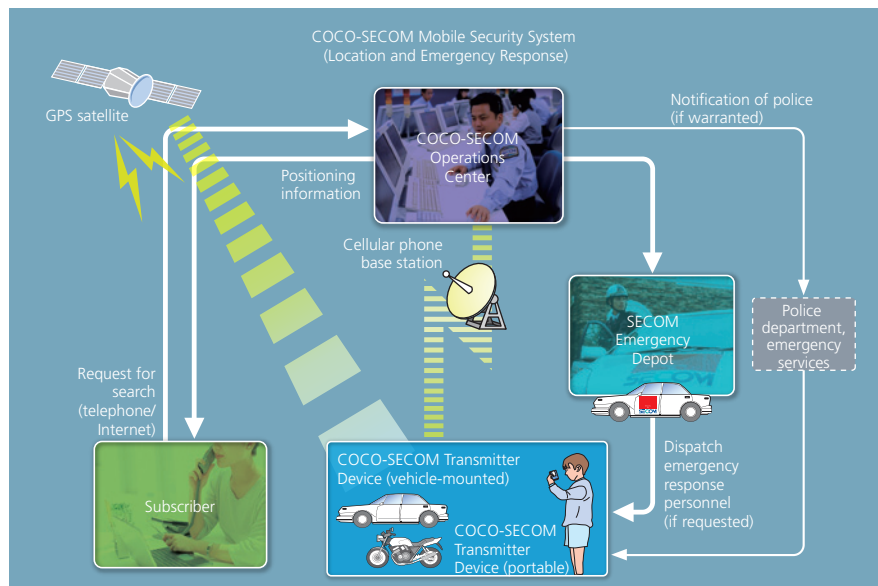 COCO-SECOM Mobile Security System
(Location and Emergency Response)
GPS satellite
Notification of police
(if warranted)
COCO-SECOM
Operations
Center
Positioning
information
Cellular phone
base station
SECOM
Emergency
Depot
SECOM
Police
department,
emergency
services
SECOM
Request for
search
(telephone/
Internet)
Subscriber
COCO-SECOM Transmitter
Device (vehicle-mounted)
COCO-SECOM
Transmitter
Device (portable)
Dispatch
emergency
response
personnel
(if requested)